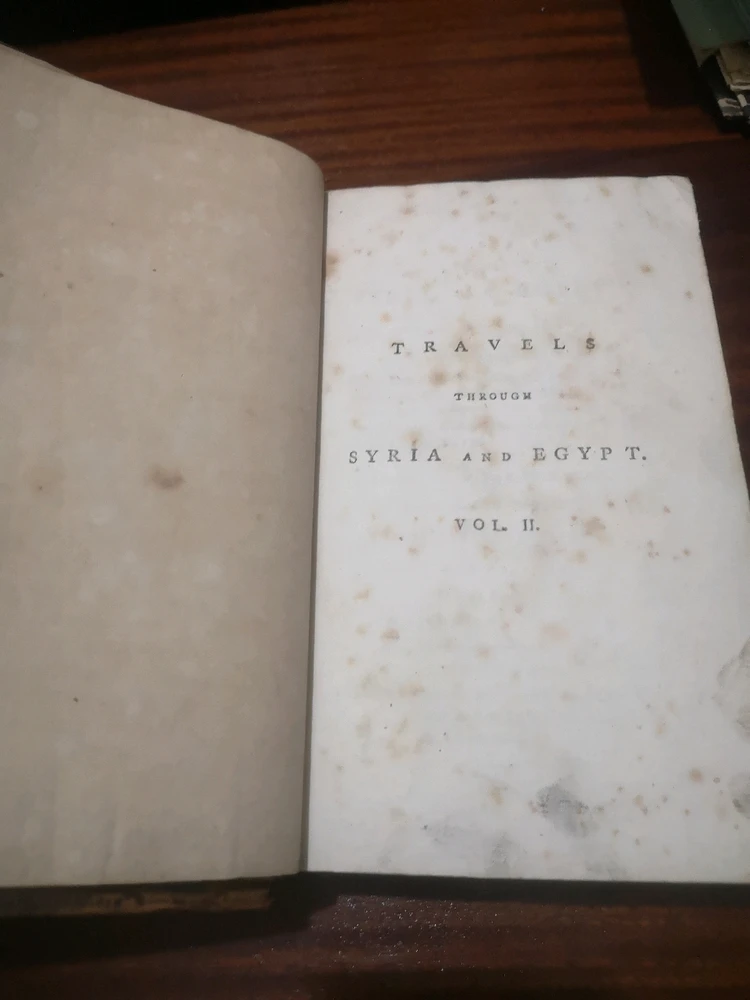 TRAVELS
THROUGH
SYRIA AND EGYPT.
VOL. II.